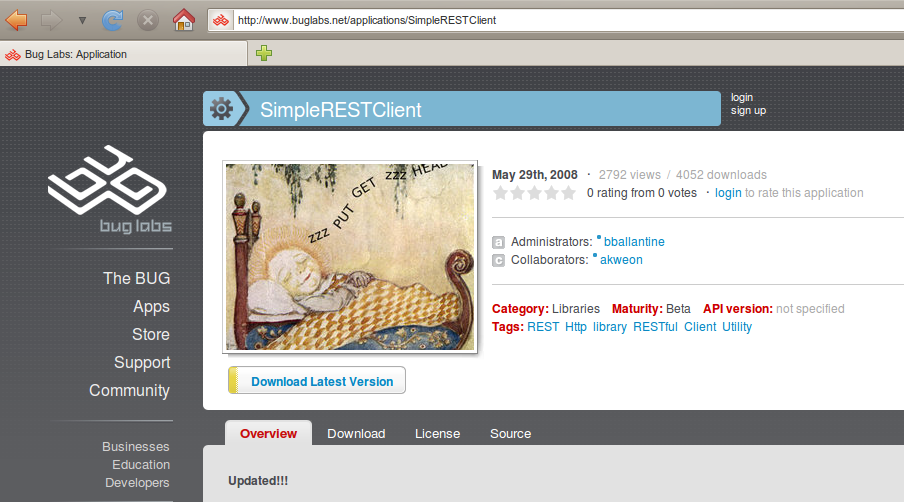 http://www.buglabs.net/applications/SimpleRESTClient
Bug Labs: Application
SimpleRESTClient
login
sign up
bug labs
The BUG
Apps
Store
Support
Community
Businesses
Education
Developers
zzz PUT GET zzz HEAD
May 29th, 2008 · 2792 views / 4052 downloads
0 rating from 0 votes · login to rate this application
a Administrators: bballantine
c Collaborators: akweon
Category: Libraries Maturity: Beta API version: not specified
Tags: REST Http library RESTful Client Utility
Download Latest Version
Overview Download License Source
Updated!!!